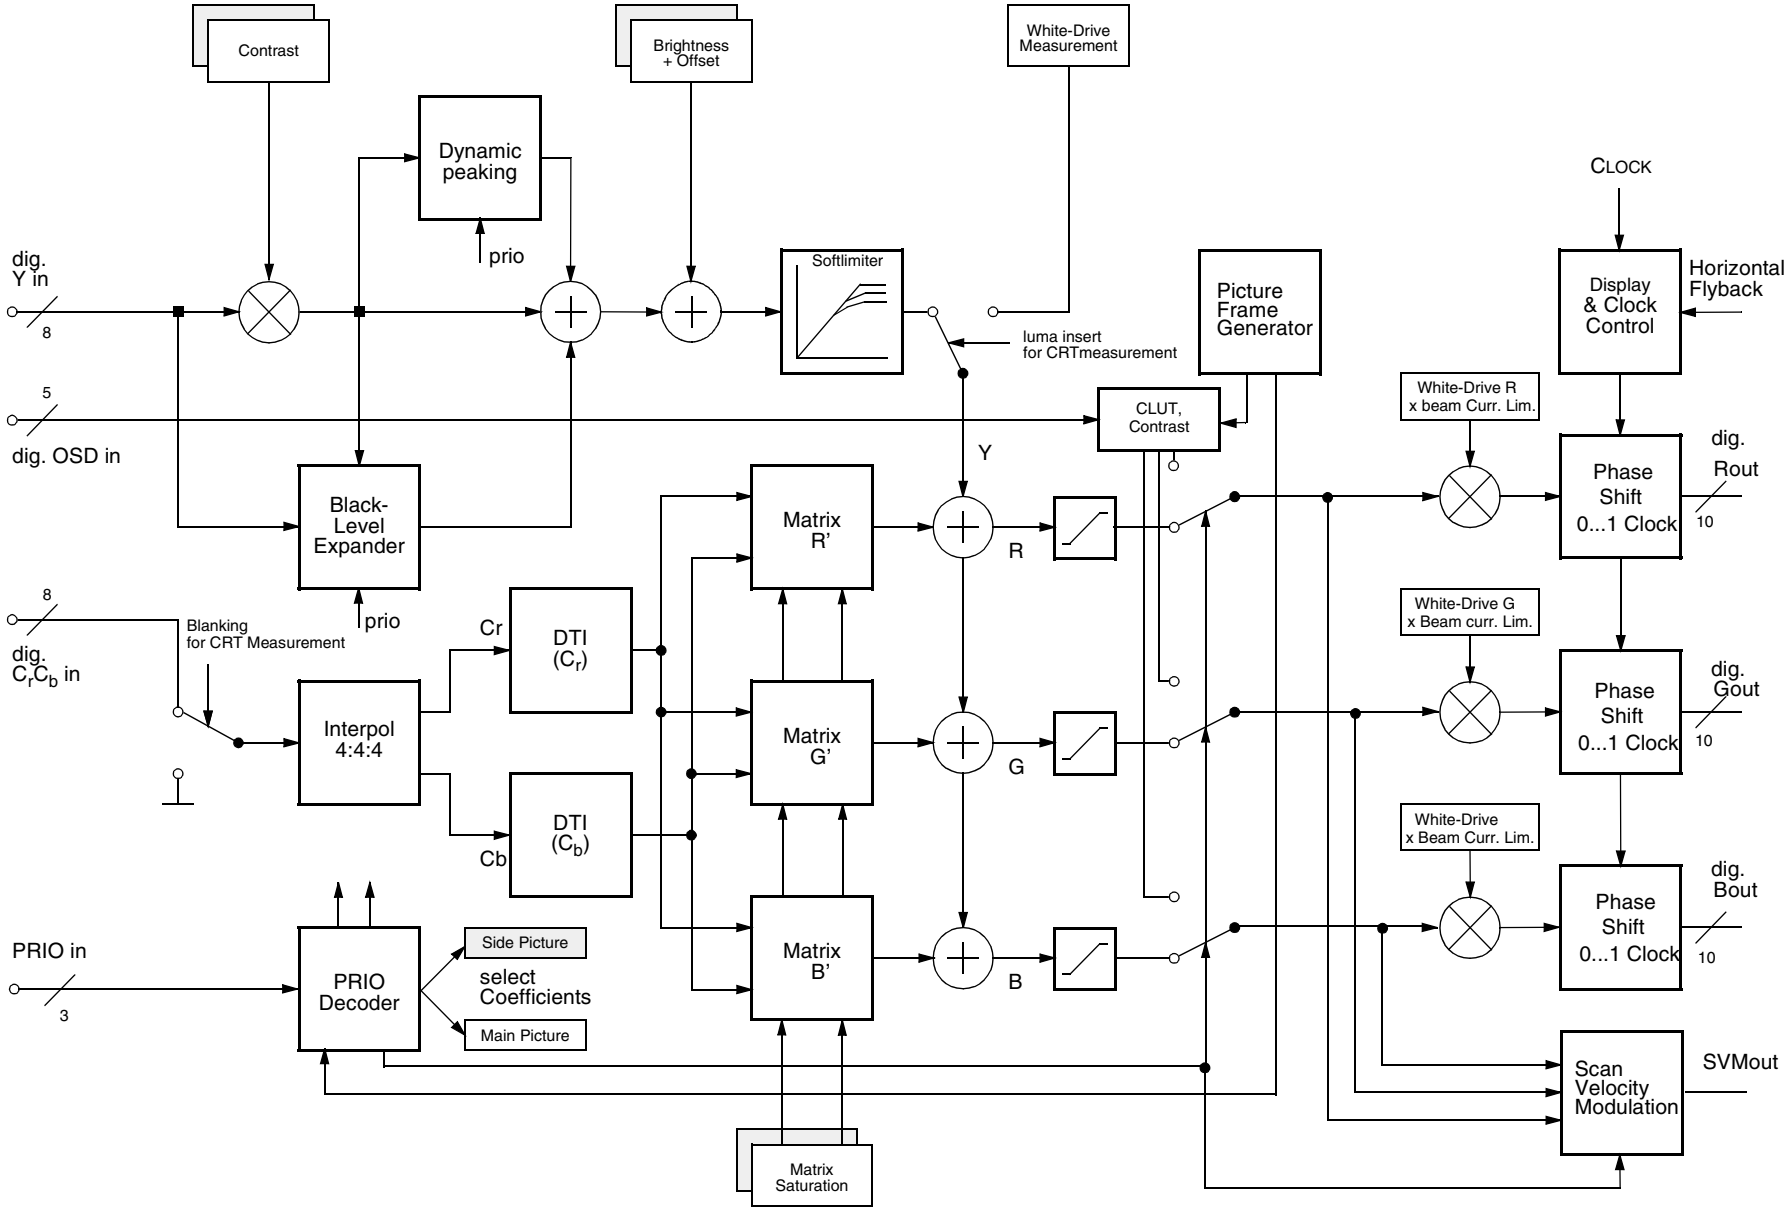 Contrast
Brightness
+ Offset
White-Drive
Measurement
Dynamic
peaking
prio
CLOCK
dig.
Y in
8
Softlimiter
Picture
Frame
Generator
Display
& Clock
Control
Horizontal
Flyback
luma insert
for CRTmeasurement
5
dig. OSD in
CLUT,
Contrast
White-Drive R
x beam Curr. Lim.
Y
Black-
Level
Expander
prio
Matrix
R'
R
Phase
Shift
0...1 Clock
dig.
Rout
10
8
dig.
CrCb in
Blanking
for CRT Measurement
Cr
DTI
(Cr)
White-Drive G
x Beam curr. Lim.
Interpol
4:4:4
Matrix
G'
G
Phase
Shift
0...1 Clock
dig.
Gout
10
Cb
DTI
(Cb)
White-Drive
x Beam Curr. Lim.
PRIO in
3
PRIO
Decoder
Side Picture
select
Coefficients
Main Picture
Matrix
B'
B
Phase
Shift
0...1 Clock
dig.
Bout
10
Scan
Velocity
Modulation
SVMout
Matrix
Saturation